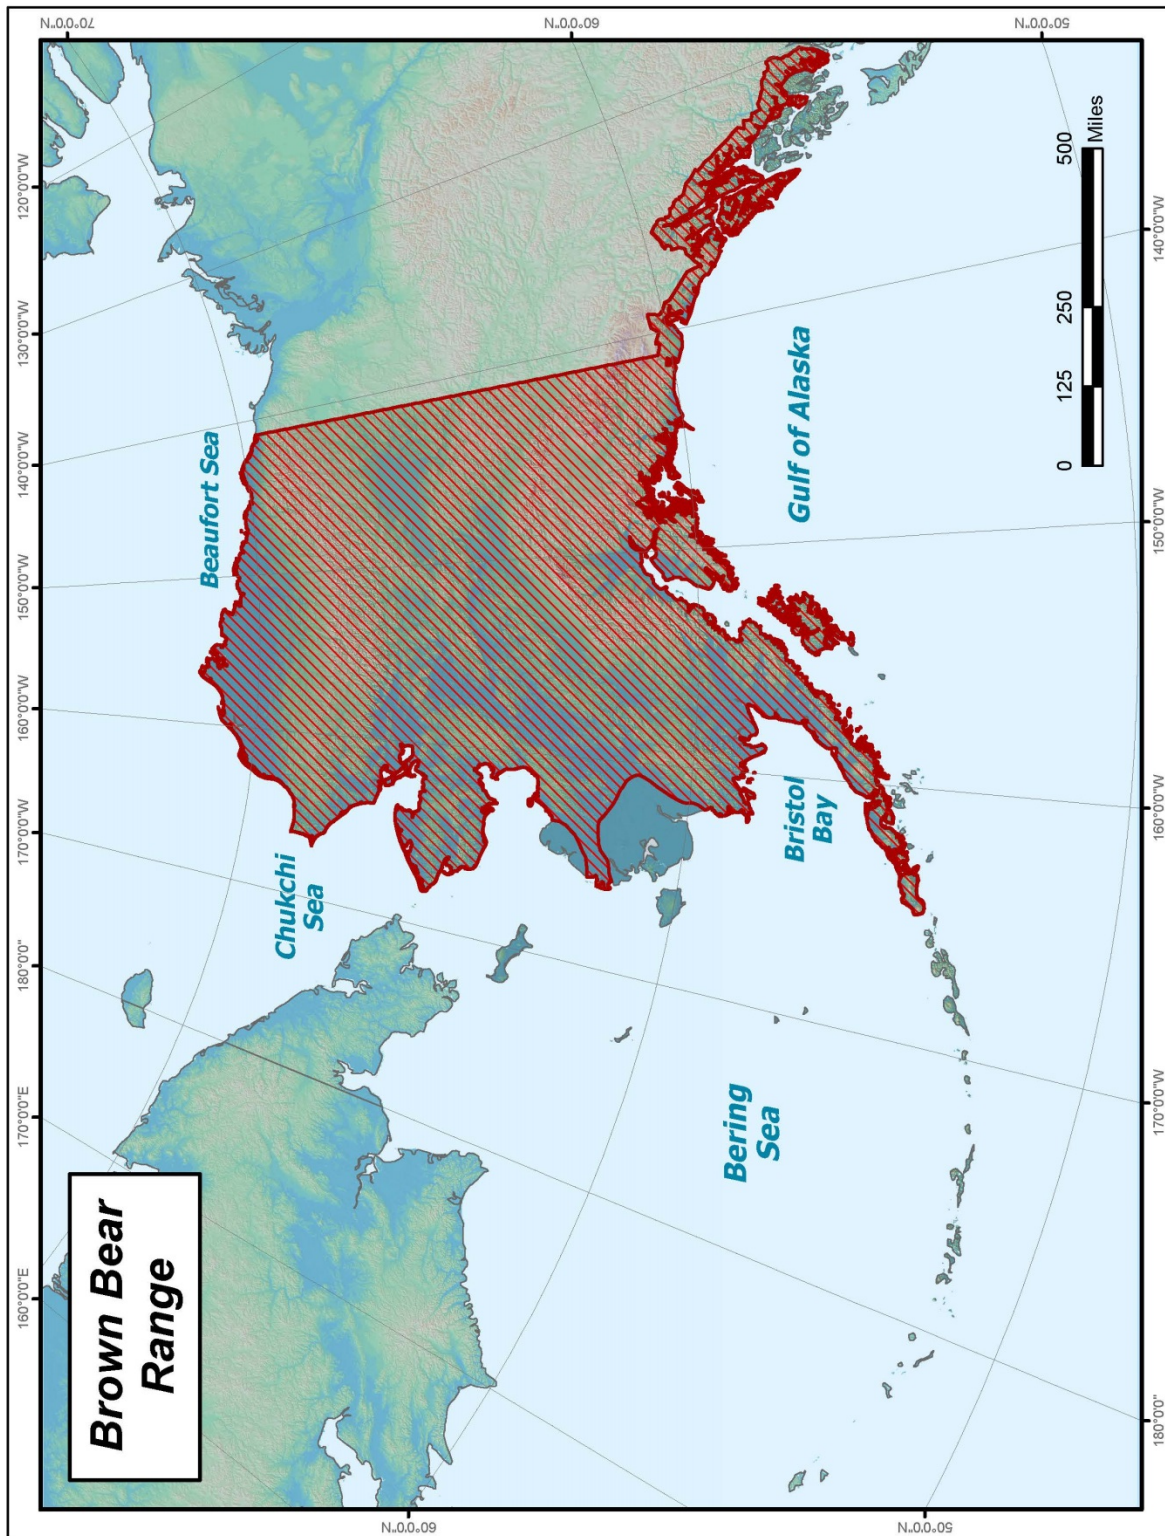 160°0'0"E
170°0'0"E
180°0'0"
170°0'0"W
160°0'0"W
150°0'0"W
140°0'0"W
130°0'0"W
120°0'0"W
70°0'0"N
Brown Bear
Range
Beaufort Sea
Chukchi
Sea
60°0'0"N
60°0'0"N
Bering
Sea
Bristol
Bay
Gulf of Alaska
50°0'0"N
50°0'0"N
0
125
250
500
Miles
180°0'0"
170°0'0"W
160°0'0"W
150°0'0"W
140°0'0"W